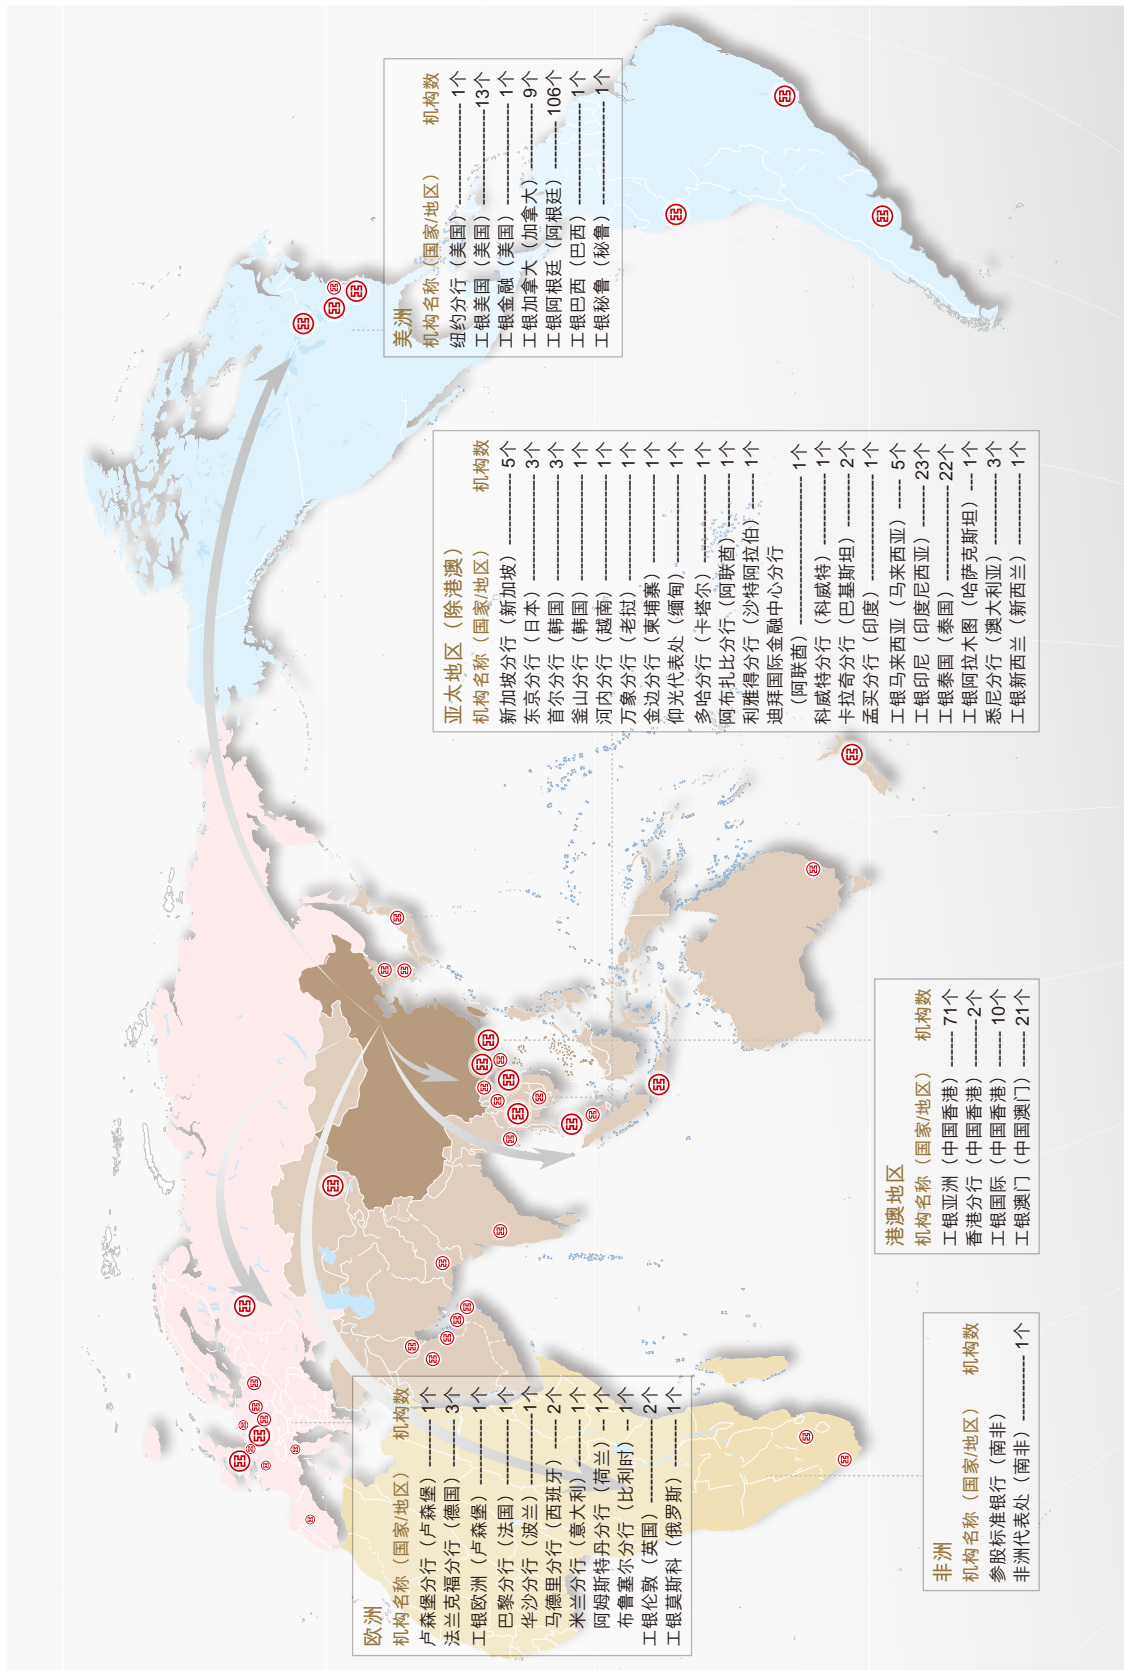 美洲
机构名称（国家/地区） 机构数
纽约分行（美国） 1个
工银美国（美国） 13个
工银金融（美国） 1个
工银加拿大（加拿大） 9个
工银阿根廷（阿根廷） 106个
工银巴西（巴西） 1个
工银秘鲁（秘鲁） 1个
亚太地区（除港澳）
机构名称（国家/地区） 机构数
新加坡分行（新加坡） 5个
东京分行（日本） 3个
首尔分行（韩国） 3个
釜山分行（韩国） 1个
河内分行（越南） 1个
万象分行（老挝） 1个
金边分行（柬埔寨） 1个
仰光代表处（缅甸） 1个
多哈分行（卡塔尔） 1个
阿布扎比分行（阿联酋） 1个
利雅得分行（沙特阿拉伯） 1个
迪拜国际金融中心分行
（阿联酋） 1个
科威特分行（科威特） 1个
卡拉奇分行（巴基斯坦） 2个
孟买分行（印度） 1个
工银马来西亚（马来西亚） 5个
工银印尼（印度尼西亚） 23个
工银泰国（泰国） 22个
工银阿拉木图（哈萨克斯坦） 1个
悉尼分行（澳大利亚） 3个
工银新西兰（新西兰） 1个
港澳地区
机构名称（国家/地区） 机构数
工银亚洲（中国香港） 71个
香港分行（中国香港） 2个
工银国际（中国香港） 10个
工银澳门（中国澳门） 21个
欧洲
机构名称（国家/地区） 机构数
卢森堡分行（卢森堡） 1个
法兰克福分行（德国） 3个
工银欧洲（卢森堡） 1个
巴黎分行（法国） 1个
华沙分行（波兰） 1个
马德里分行（西班牙） 2个
米兰分行（意大利） 1个
阿姆斯特丹分行（荷兰） 1个
布鲁塞尔分行（比利时） 1个
工银伦敦（英国） 2个
工银莫斯科（俄罗斯） 1个
非洲
机构名称（国家/地区） 机构数
参股标准银行（南非）
非洲代表处（南非） 1个